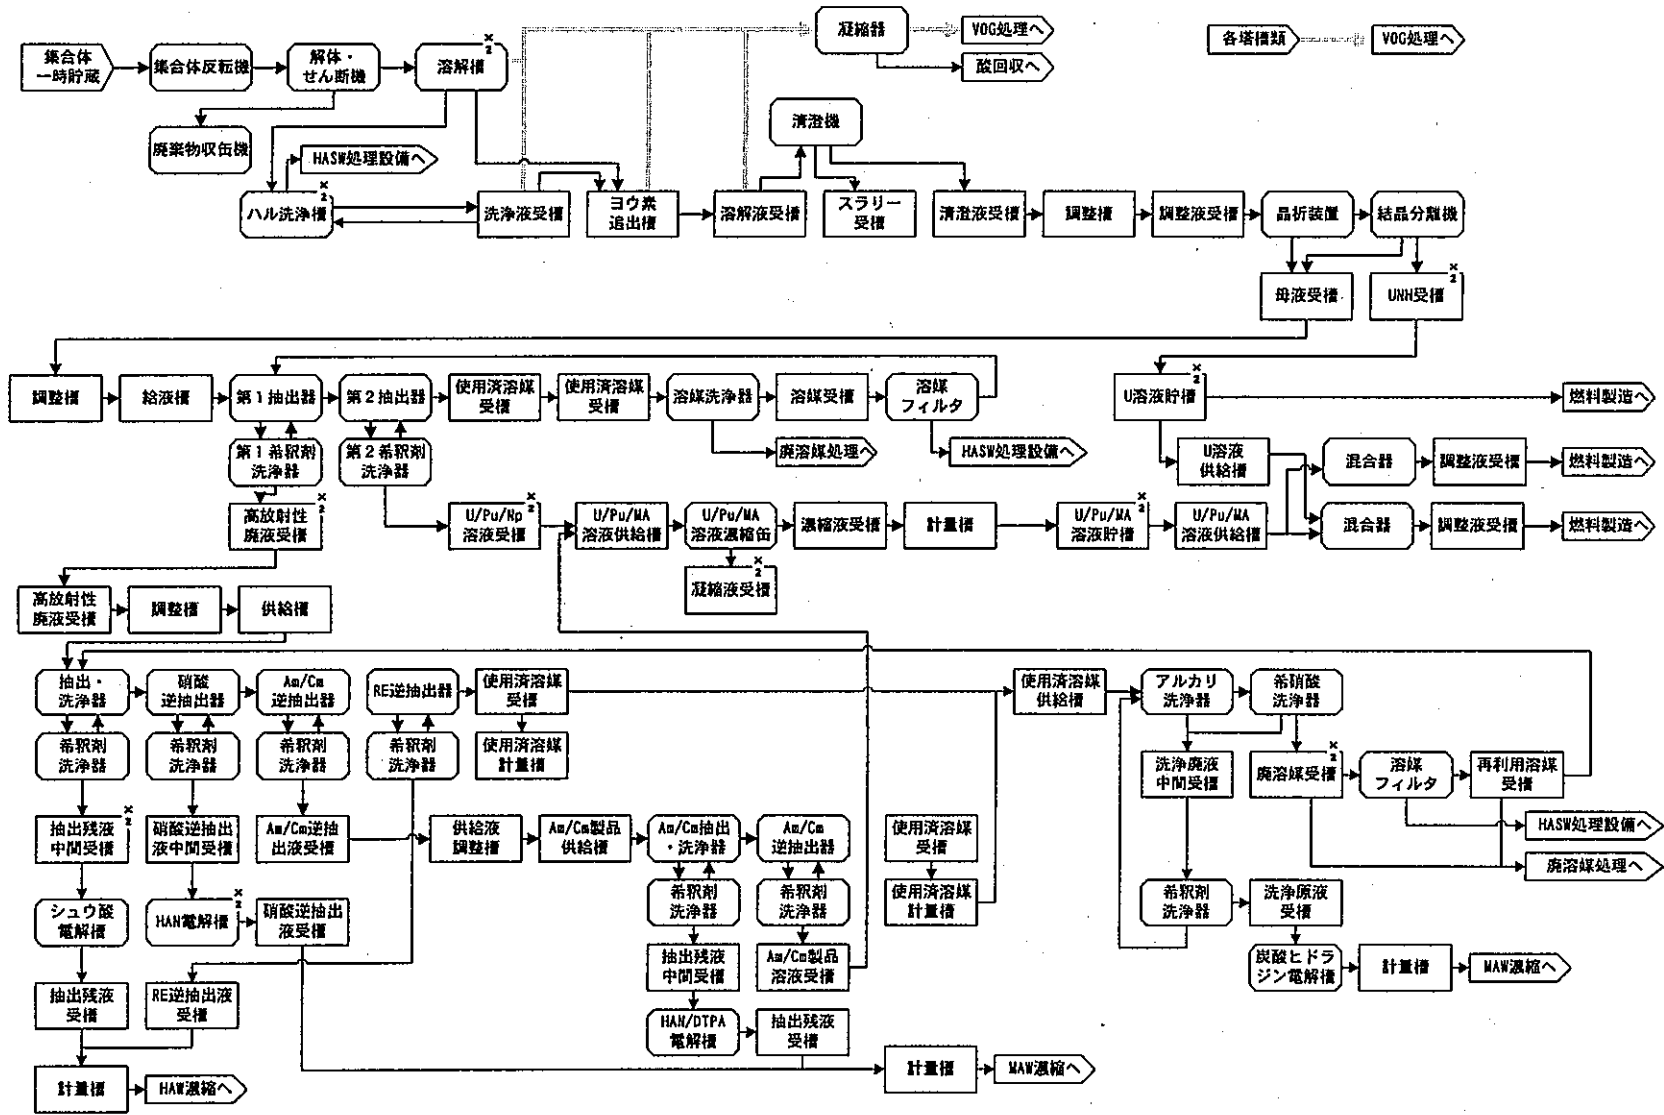 集合体
一時貯蔵
集合体反転機
解体・
せん断機
溶解槽
×2
凝縮器
VOG処理へ
酸回収へ
各塔槽類
VOG処理へ
廃棄物収缶機
HASW処理設備へ
清澄機
ハル洗浄槽
×2
洗浄液受槽
ヨウ素
追出槽
溶解液受槽
スラリー
受槽
清澄液受槽
調整槽
調整液受槽
晶析装置
結晶分離機
母液受槽
UNH受槽
×2
調整槽
給液槽
第1抽出器
第2抽出器
使用済溶媒
受槽
使用済溶媒
受槽
溶媒洗浄器
溶媒受槽
溶媒
フィルタ
U溶液貯槽
×2
燃料製造へ
第1希釈剤
洗浄器
第2希釈剤
洗浄器
廃溶媒処理へ
HASW処理設備へ
U溶液
供給槽
混合器
調整液受槽
燃料製造へ
高放射性
廃液受槽
×2
U/Pu/Np
溶液受槽
×2
U/Pu/MA
溶液供給槽
U/Pu/MA
溶液濃縮缶
濃縮液受槽
計量槽
U/Pu/MA
溶液貯槽
×2
U/Pu/MA
溶液供給槽
混合器
調整液受槽
燃料製造へ
凝縮液受槽
×2
高放射性
廃液受槽
調整槽
供給槽
抽出・
洗浄器
硝酸
逆抽出器
Am/Cm
逆抽出器
RE逆抽出器
使用済溶媒
受槽
使用済溶媒
供給槽
アルカリ
洗浄器
希硝酸
洗浄器
希釈剤
洗浄器
希釈剤
洗浄器
希釈剤
洗浄器
希釈剤
洗浄器
使用済溶媒
計量槽
洗浄廃液
中間受槽
廃溶媒受槽
×2
溶媒
フィルタ
再利用溶媒
受槽
抽出残液
中間受槽
×2
硝酸逆抽出
液中間受槽
Am/Cm逆抽
出液受槽
供給液
調整槽
Am/Cm製品
供給槽
Am/Cm抽出
・洗浄器
Am/Cm
逆抽出器
使用済溶媒
受槽
HASW処理設備へ
廃溶媒処理へ
シュウ酸
電解槽
HAN電解槽
×2
硝酸逆抽出
液受槽
希釈剤
洗浄器
希釈剤
洗浄器
使用済溶媒
計量槽
希釈剤
洗浄器
洗浄原液
受槽
抽出残液
受槽
RE逆抽出液
受槽
抽出残液
中間受槽
Am/Cm製品
溶液受槽
炭酸ヒドラ
ジン電解槽
計量槽
MAW濃縮へ
HAN/DTPA
電解槽
抽出残液
受槽
計量槽
HAW濃縮へ
計量槽
MAW濃縮へ